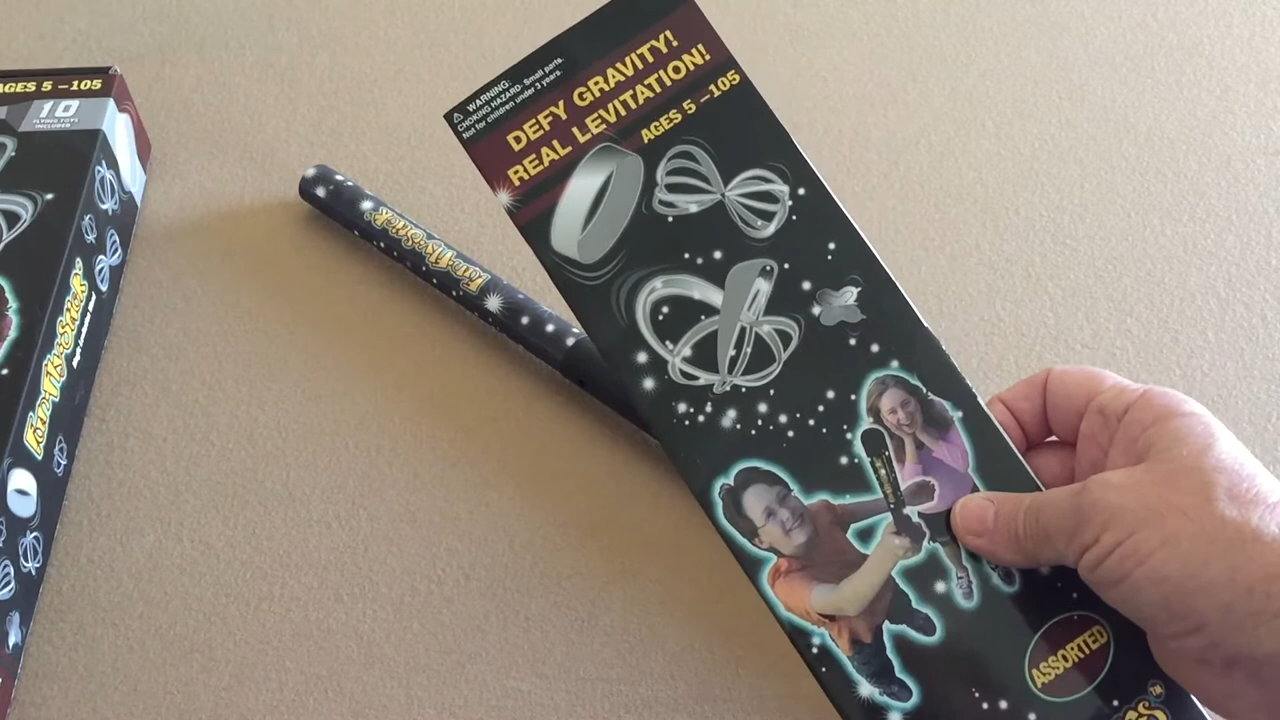 AGES 5 –105
10
FLYING TOYS
INCLUDED
Fun-Fly-Stick
Fun-Fly-Stick
⚠ WARNING:
CHOKING HAZARD- Small parts.
Not for children under 3 years.
DEFY GRAVITY!
REAL LEVITATION!
AGES 5 –105
ASSORTED
™